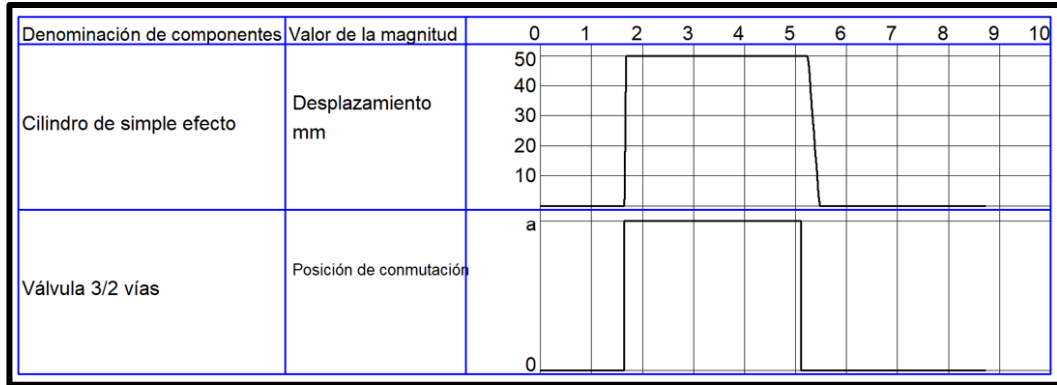 Denominación de componentes Valor de la magnitud 0 1 2 3 4 5 6 7 8 9 10
Cilindro de simple efecto
Desplazamiento
mm
50
40
30
20
10
Válvula 3/2 vías
Posición de conmutación
a
0